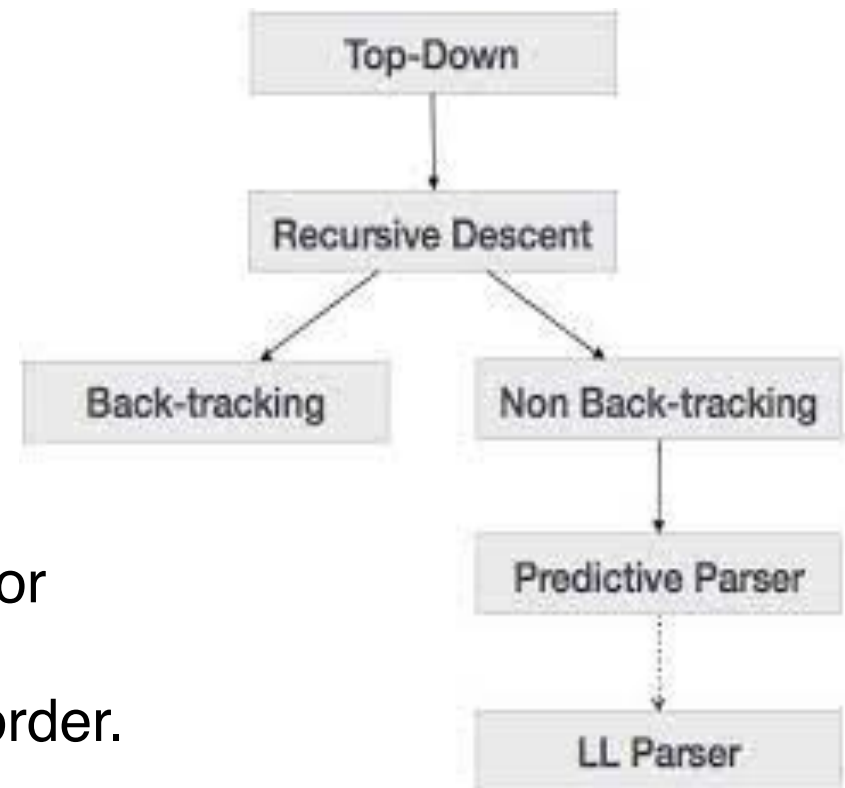 Top-Down
Recursive Descent
Back-tracking
Non Back-tracking
or
Predictive Parser
order.
LL Parser